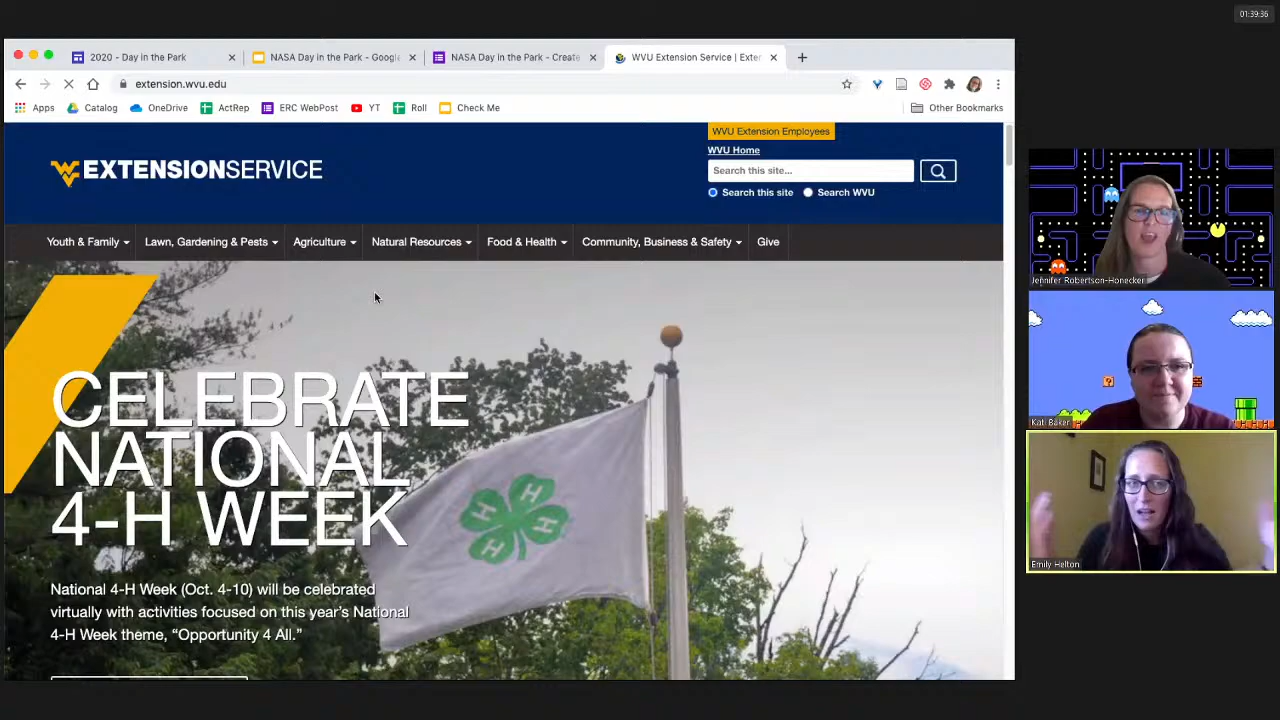 01:39:36
2020 - Day in the Park
NASA Day in the Park - Google
NASA Day in the Park - Create
WVU Extension Service | Exter
extension.wvu.edu
Apps
Catalog
OneDrive
ActRep
ERC WebPost
YT
Roll
Check Me
Other Bookmarks
WVU Extension Employees
WVU Home
EXTENSIONSERVICE
Search this site...
Search this site
Search WVU
Youth & Family
Lawn, Gardening & Pests
Agriculture
Natural Resources
Food & Health
Community, Business & Safety
Give
CELEBRATE
NATIONAL
4-H WEEK
H H
H H
National 4-H Week (Oct. 4-10) will be celebrated
virtually with activities focused on this year's National
4-H Week theme, “Opportunity 4 All.”
Jennifer Robertson-Honecker
Kati Baker
Emily Helton